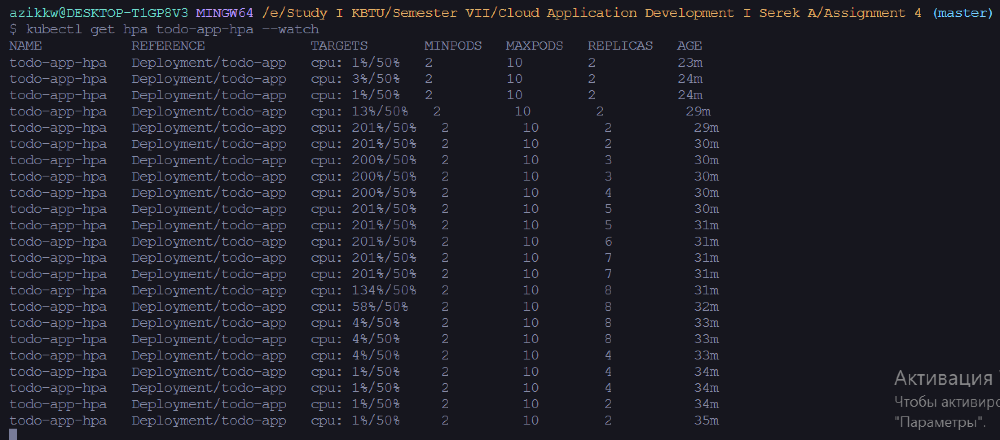 azikkw@DESKTOP-T1GP8V3 MINGW64 /e/Study I KBTU/Semester VII/Cloud Application Development I Serek A/Assignment 4 (master)
$ kubectl get hpa todo-app-hpa --watch
NAME REFERENCE TARGETS MINPODS MAXPODS REPLICAS AGE
todo-app-hpa Deployment/todo-app cpu: 1%/50% 2 10 2 23m
todo-app-hpa Deployment/todo-app cpu: 3%/50% 2 10 2 24m
todo-app-hpa Deployment/todo-app cpu: 1%/50% 2 10 2 24m
todo-app-hpa Deployment/todo-app cpu: 13%/50% 2 10 2 29m
todo-app-hpa Deployment/todo-app cpu: 201%/50% 2 10 2 29m
todo-app-hpa Deployment/todo-app cpu: 201%/50% 2 10 2 30m
todo-app-hpa Deployment/todo-app cpu: 200%/50% 2 10 3 30m
todo-app-hpa Deployment/todo-app cpu: 200%/50% 2 10 3 30m
todo-app-hpa Deployment/todo-app cpu: 200%/50% 2 10 4 30m
todo-app-hpa Deployment/todo-app cpu: 201%/50% 2 10 5 30m
todo-app-hpa Deployment/todo-app cpu: 201%/50% 2 10 5 31m
todo-app-hpa Deployment/todo-app cpu: 201%/50% 2 10 6 31m
todo-app-hpa Deployment/todo-app cpu: 201%/50% 2 10 7 31m
todo-app-hpa Deployment/todo-app cpu: 201%/50% 2 10 7 31m
todo-app-hpa Deployment/todo-app cpu: 134%/50% 2 10 8 31m
todo-app-hpa Deployment/todo-app cpu: 58%/50% 2 10 8 32m
todo-app-hpa Deployment/todo-app cpu: 4%/50% 2 10 8 33m
todo-app-hpa Deployment/todo-app cpu: 4%/50% 2 10 8 33m
todo-app-hpa Deployment/todo-app cpu: 4%/50% 2 10 4 33m
todo-app-hpa Deployment/todo-app cpu: 1%/50% 2 10 4 34m
todo-app-hpa Deployment/todo-app cpu: 1%/50% 2 10 4 34m
todo-app-hpa Deployment/todo-app cpu: 1%/50% 2 10 2 34m
todo-app-hpa Deployment/todo-app cpu: 1%/50% 2 10 2 35m
Активация
Чтобы
"Параметры".